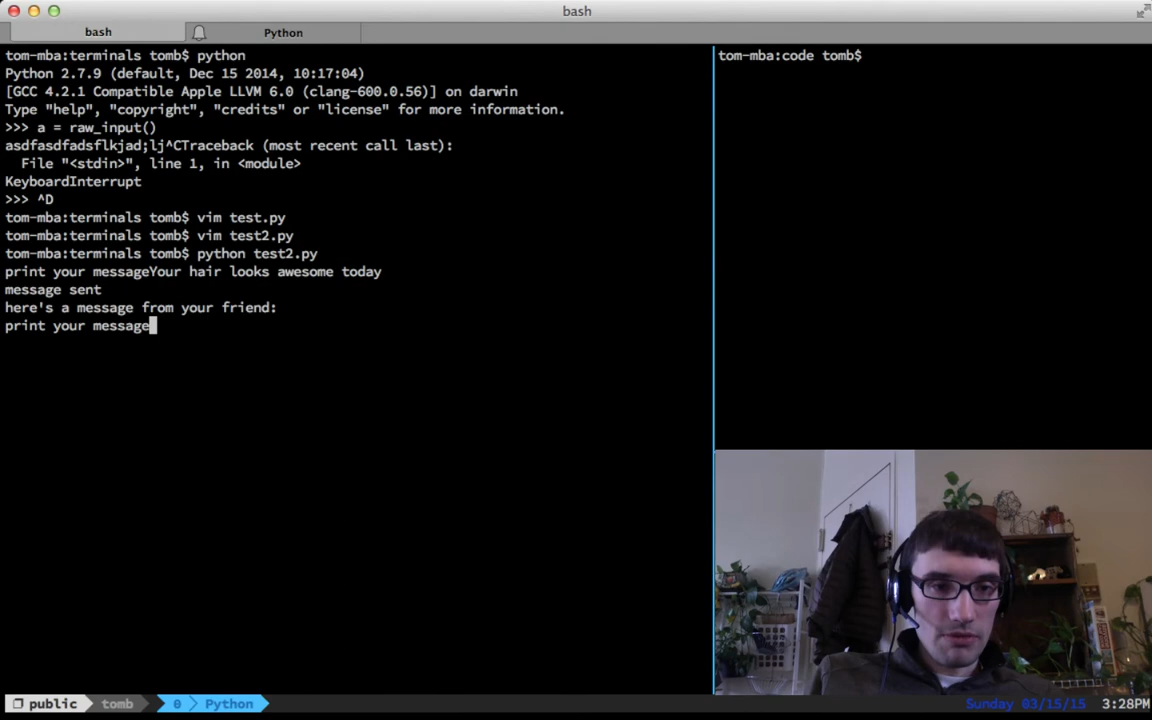 bash
bash
Python
tom-mba:terminals tomb$ python
Python 2.7.9 (default, Dec 15 2014, 10:17:04)
[GCC 4.2.1 Compatible Apple LLVM 6.0 (clang-600.0.56)] on darwin
Type "help", "copyright", "credits" or "license" for more information.
>>> a = raw_input()
asdfasdfadsflkjad;lj^CTraceback (most recent call last):
  File "<stdin>", line 1, in <module>
KeyboardInterrupt
>>> ^D
tom-mba:terminals tomb$ vim test.py
tom-mba:terminals tomb$ vim test2.py
tom-mba:terminals tomb$ python test2.py
print your messageYour hair looks awesome today
message sent
here's a message from your friend:
print your message
tom-mba:code tomb$
public tomb 0 Python
Sunday 03/15/15 3:28PM